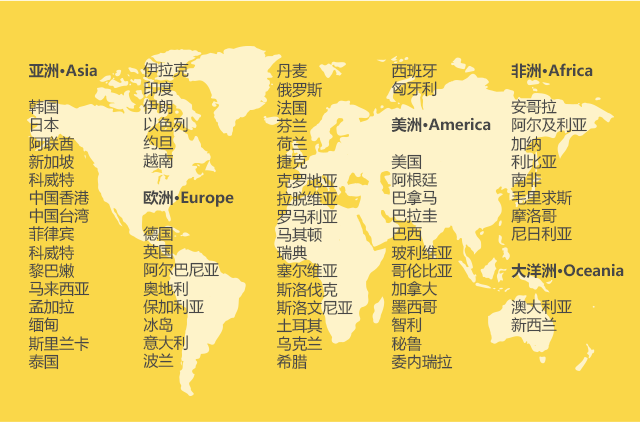 亚洲•Asia
韩国
日本
阿联酋
新加坡
科威特
中国香港
中国台湾
菲律宾
科威特
黎巴嫩
马来西亚
孟加拉
缅甸
斯里兰卡
泰国
伊拉克
印度
伊朗
以色列
约旦
越南
欧洲•Europe
德国
英国
阿尔巴尼亚
奥地利
保加利亚
冰岛
意大利
波兰
丹麦
俄罗斯
法国
芬兰
荷兰
捷克
克罗地亚
拉脱维亚
罗马利亚
马其顿
瑞典
塞尔维亚
斯洛伐克
斯洛文尼亚
土耳其
乌克兰
希腊
西班牙
匈牙利
美洲•America
美国
阿根廷
巴拿马
巴拉圭
巴西
玻利维亚
哥伦比亚
加拿大
墨西哥
智利
秘鲁
委内瑞拉
非洲•Africa
安哥拉
阿尔及利亚
加纳
利比亚
南非
毛里求斯
摩洛哥
尼日利亚
大洋洲•Oceania
澳大利亚
新西兰